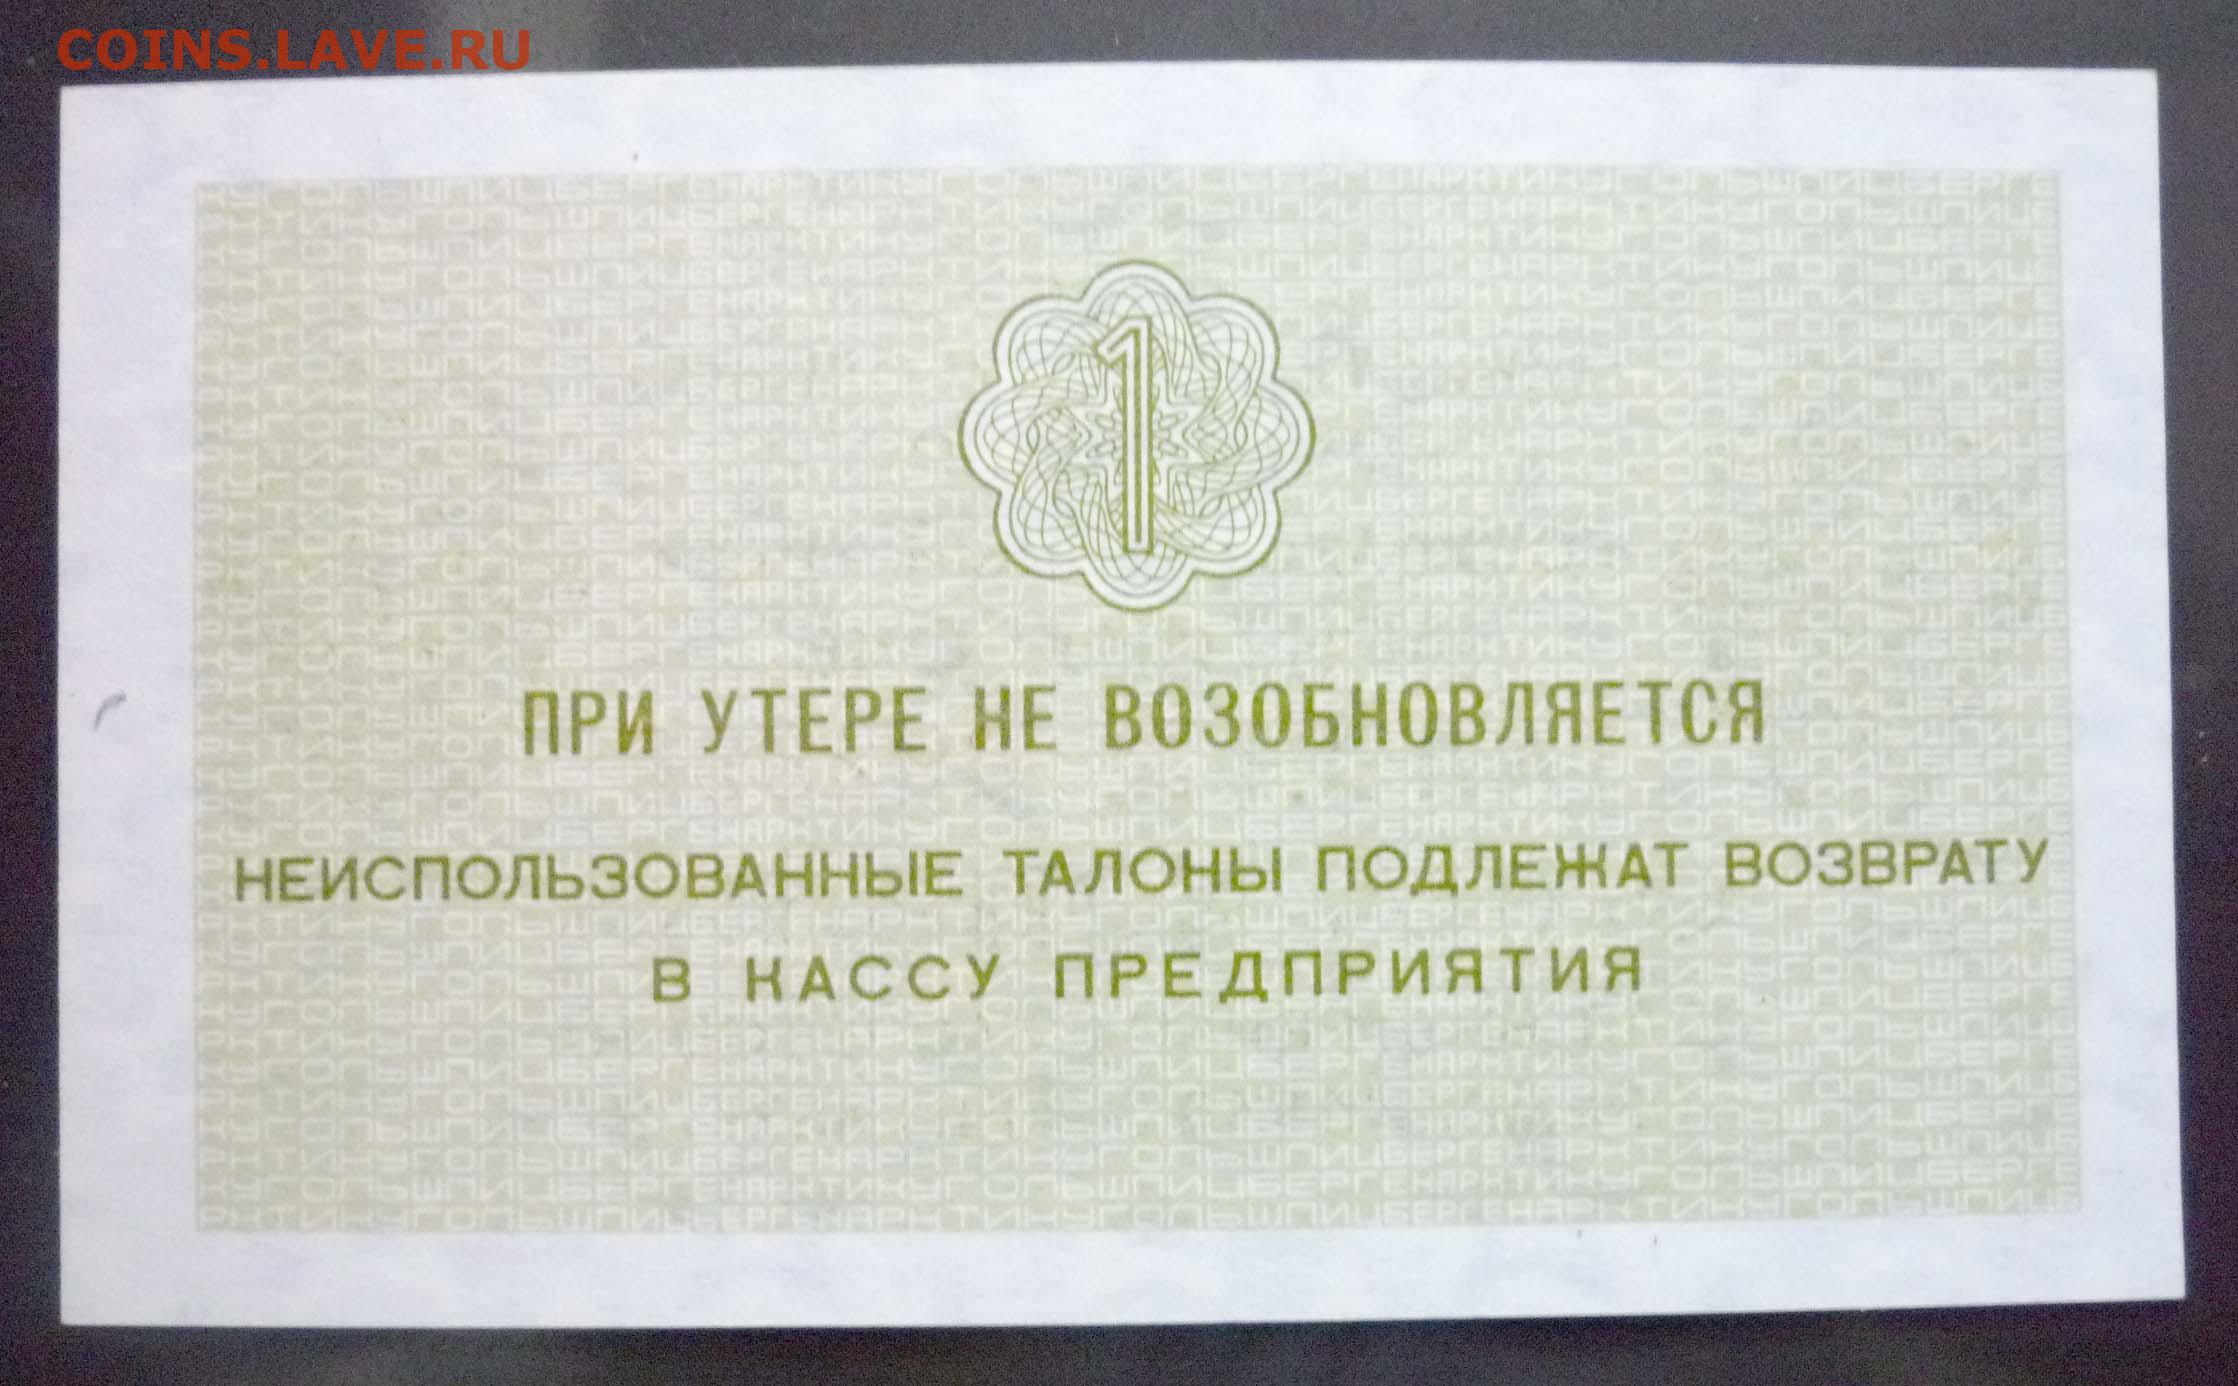 COINS.LAVE.RU
1
ПРИ УТЕРЕ НЕ ВОЗОБНОВЛЯЕТСЯ
НЕИСПОЛЬЗОВАННЫЕ ТАЛОНЫ ПОДЛЕЖАТ ВОЗВРАТУ
В КАССУ ПРЕДПРИЯТИЯ